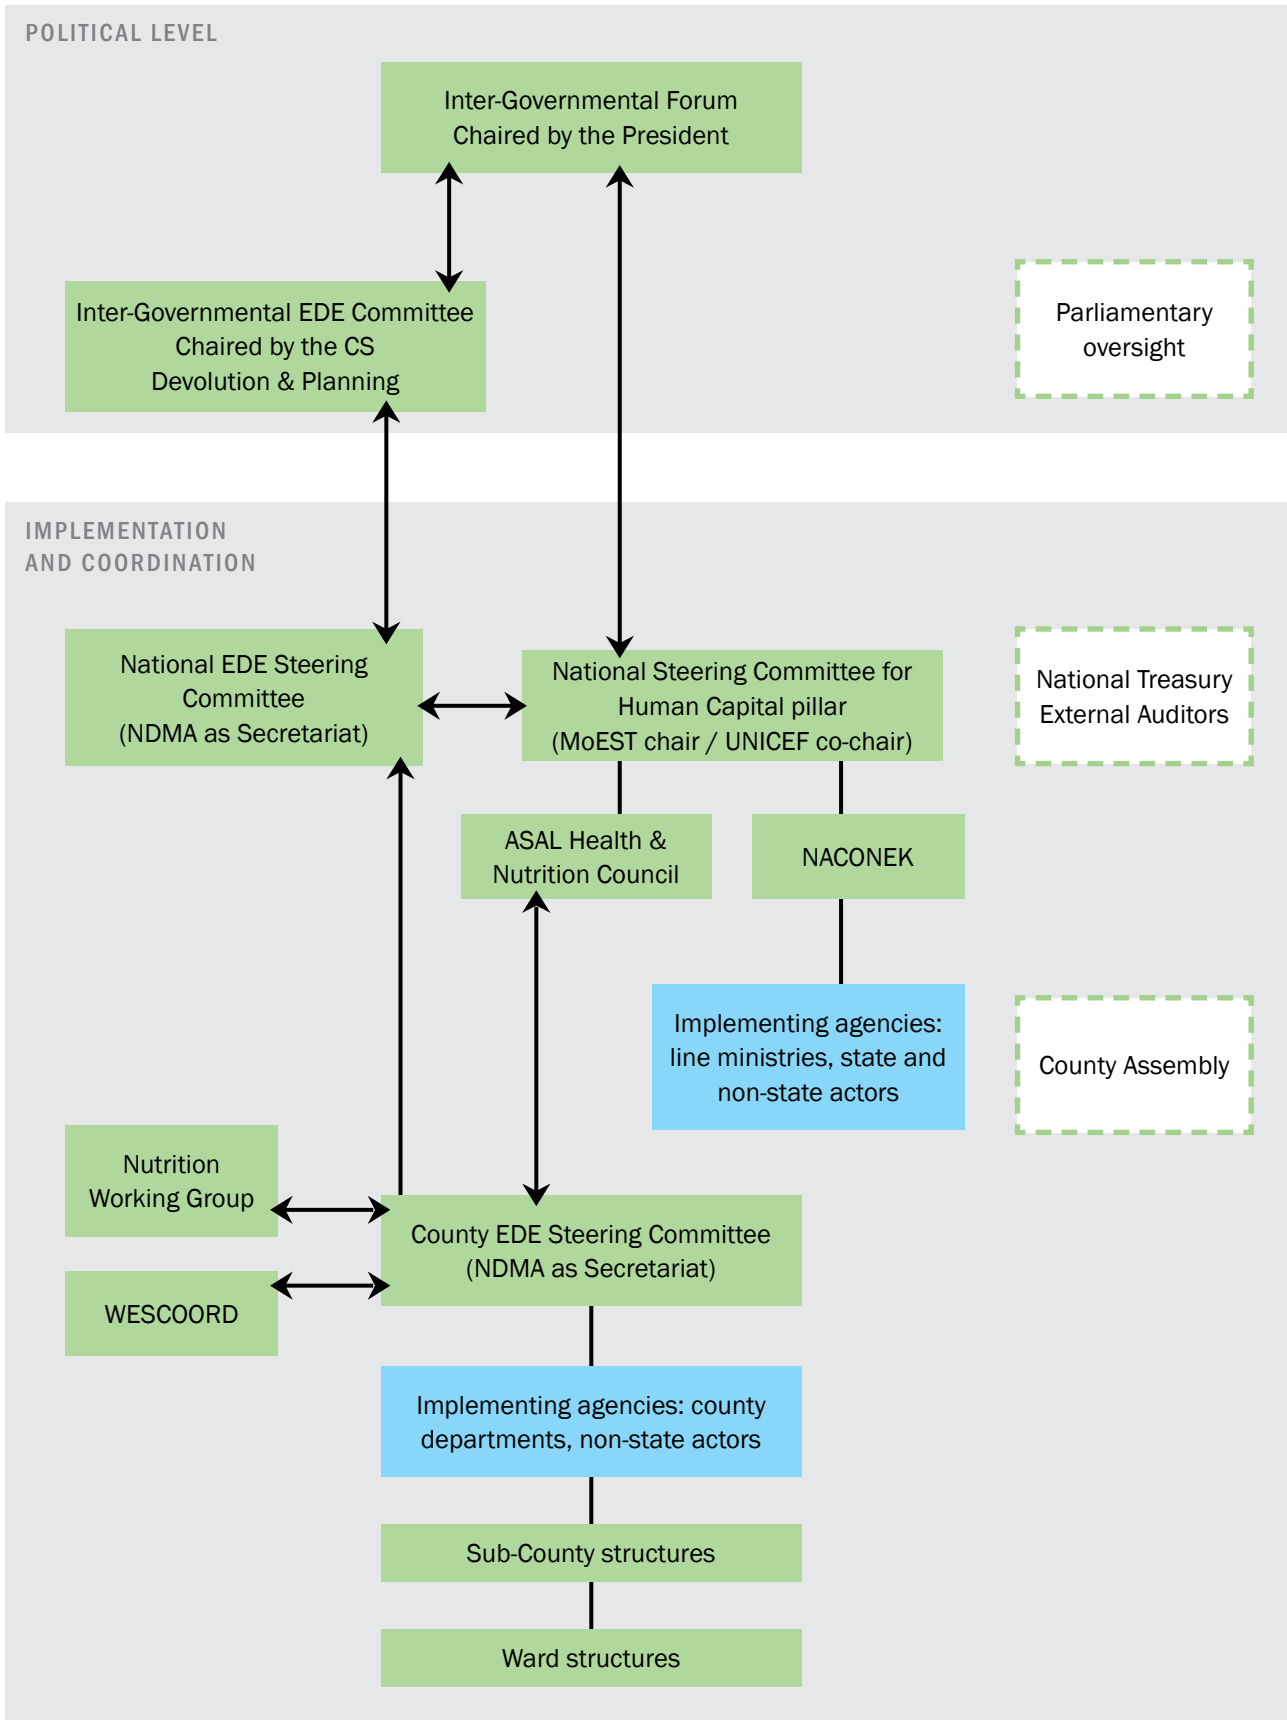 POLITICAL LEVEL
Inter-Governmental Forum
Chaired by the President
Inter-Governmental EDE Committee
Chaired by the CS
Devolution & Planning
Parliamentary
oversight
IMPLEMENTATION
AND COORDINATION
National EDE Steering
Committee
(NDMA as Secretariat)
National Steering Committee for
Human Capital pillar
(MoEST chair / UNICEF co-chair)
National Treasury
External Auditors
ASAL Health &
Nutrition Council
NACONEK
Implementing agencies:
line ministries, state and
non-state actors
County Assembly
Nutrition
Working Group
County EDE Steering Committee
(NDMA as Secretariat)
WESCOORD
Implementing agencies: county
departments, non-state actors
Sub-County structures
Ward structures